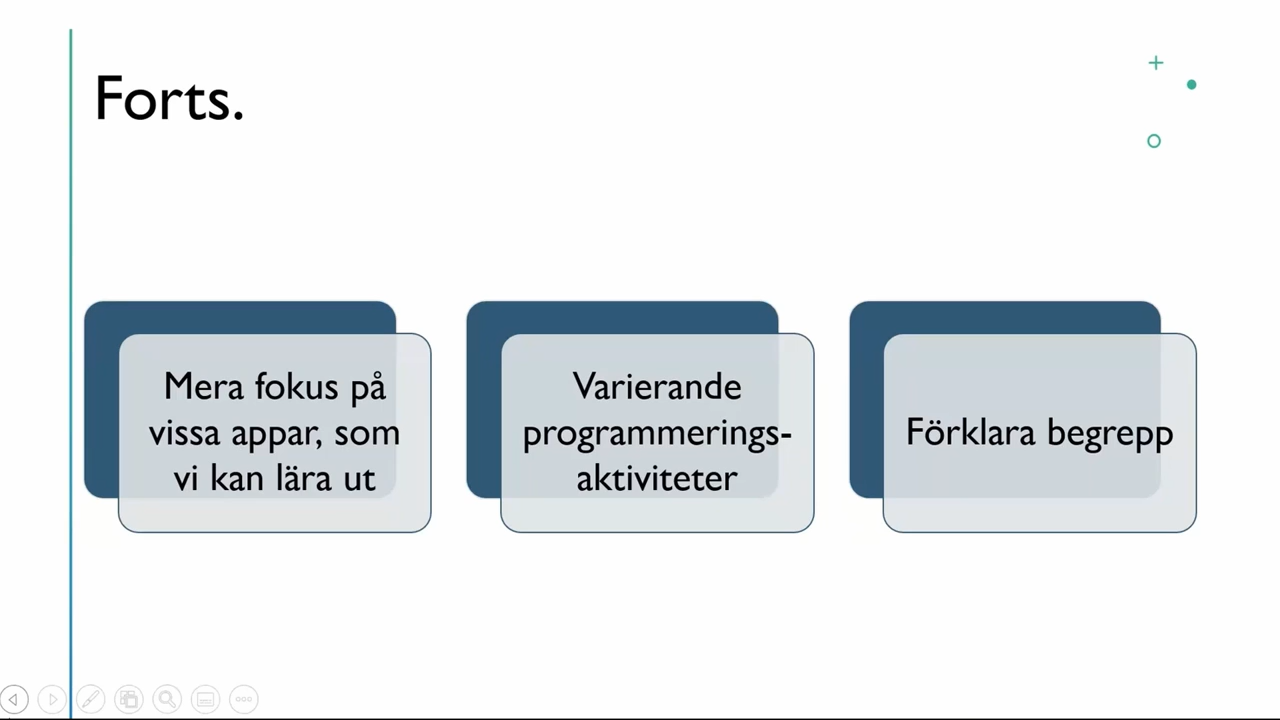 Forts.
Mera fokus på
vissa appar, som
vi kan lära ut
Varierande
programmerings-
aktiviteter
Förklara begrepp